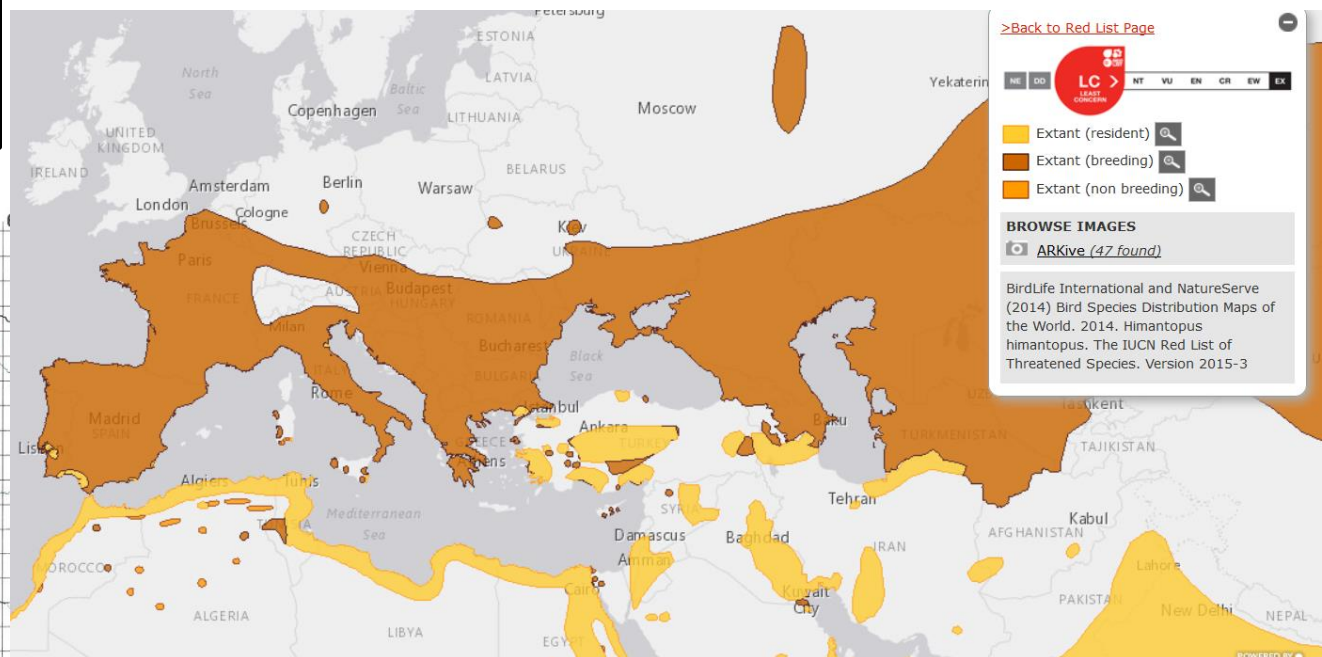 Petersburg
ESTONIA
North
Sea
Baltic
Sea
LATVIA
Yekaterin
Copenhagen
Moscow
LITHUANIA
UNITED
KINGDOM
IRELAND
BELARUS
Amsterdam
Berlin
Warsaw
London
Cologne
Brussels
Kiev
CZECH
REPUBLIC
UKRAINE
Paris
Vienna
AUSTRIA
Budapest
HUNGARY
FRANCE
ROMANIA
Milan
Bucharest
Black
Sea
ITALY
BULGARIA
Rome
Istanbul
Madrid
SPAIN
Ankara
TURKEY
Baku
UZB
Tashkent
TURKMENISTAN
TAJIKISTAN
Lisbon
GREECE
Athens
Algiers
Tunis
Tehran
Mediterranean
Sea
TUNISIA
SYRIA
Damascus
Baghdad
Kabul
AFGHANISTAN
IRAN
Amman
MOROCCO
Lahore
Cairo
Kuwait
City
PAKISTAN
New Delhi
NEPAL
ALGERIA
LIBYA
EGYPT
POWERED BY
>Back to Red List Page
NE DD LC > NT VU EN CR EW EX
LEAST
CONCERN
Extant (resident)
Extant (breeding)
Extant (non breeding)
BROWSE IMAGES
ARKive (47 found)
BirdLife International and NatureServe
(2014) Bird Species Distribution Maps of
the World. 2014. Himantopus
himantopus. The IUCN Red List of
Threatened Species. Version 2015-3